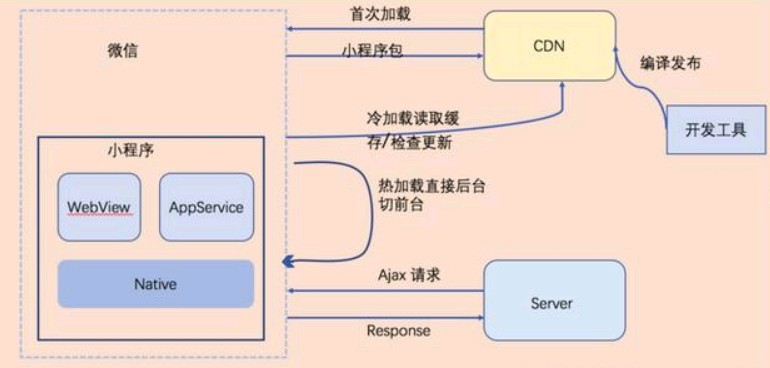 首次加载
微信
小程序包
CDN
编译发布
冷加载读取缓
存/检查更新
开发工具
小程序
热加载直接后台
切前台
WebView
AppService
Native
Ajax 请求
Server
Response